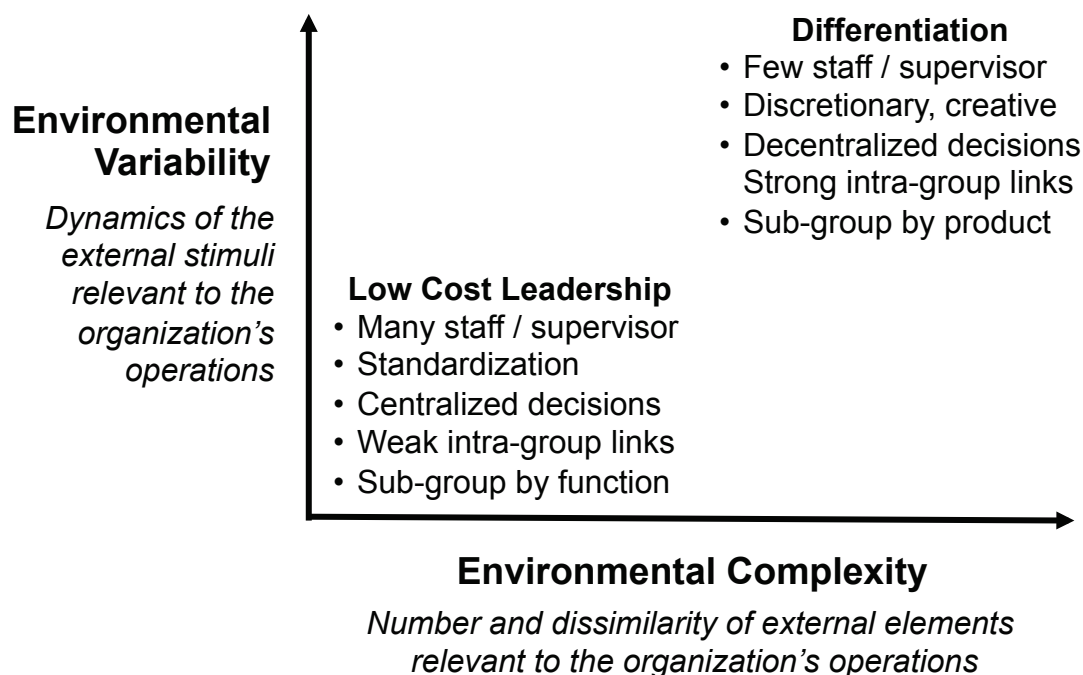 Differentiation
• Few staff / supervisor
• Discretionary, creative
• Decentralized decisions
Strong intra-group links
• Sub-group by product
Environmental
Variability
Dynamics of the
external stimuli
relevant to the
organization’s
operations
Low Cost Leadership
• Many staff / supervisor
• Standardization
• Centralized decisions
• Weak intra-group links
• Sub-group by function
Environmental Complexity
Number and dissimilarity of external elements
relevant to the organization’s operations